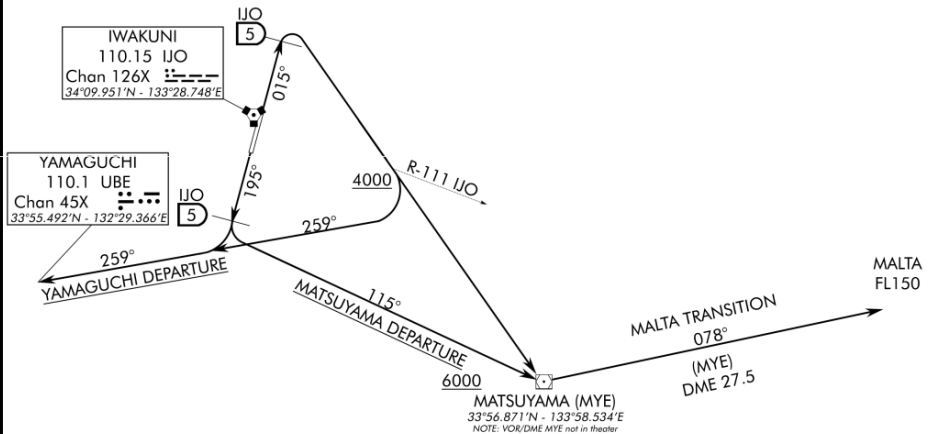 IJO
5
IWAKUNI
110.15 IJO
Chan 126X
34°09.951'N - 133°28.748'E
015°
YAMAGUCHI
110.1 UBE
Chan 45X
33°55.492'N - 132°29.366'E
195°
4000
R-111 IJO
IJO
5
259°
259°
YAMAGUCHI DEPARTURE
115°
MATSUYAMA DEPARTURE
6000
MALTA
FL150
MALTA TRANSITION
078°
(MYE)
DME 27.5
MATSUYAMA (MYE)
33°56.871'N - 133°58.534'E
NOTE: VOR/DME MYE not in theater